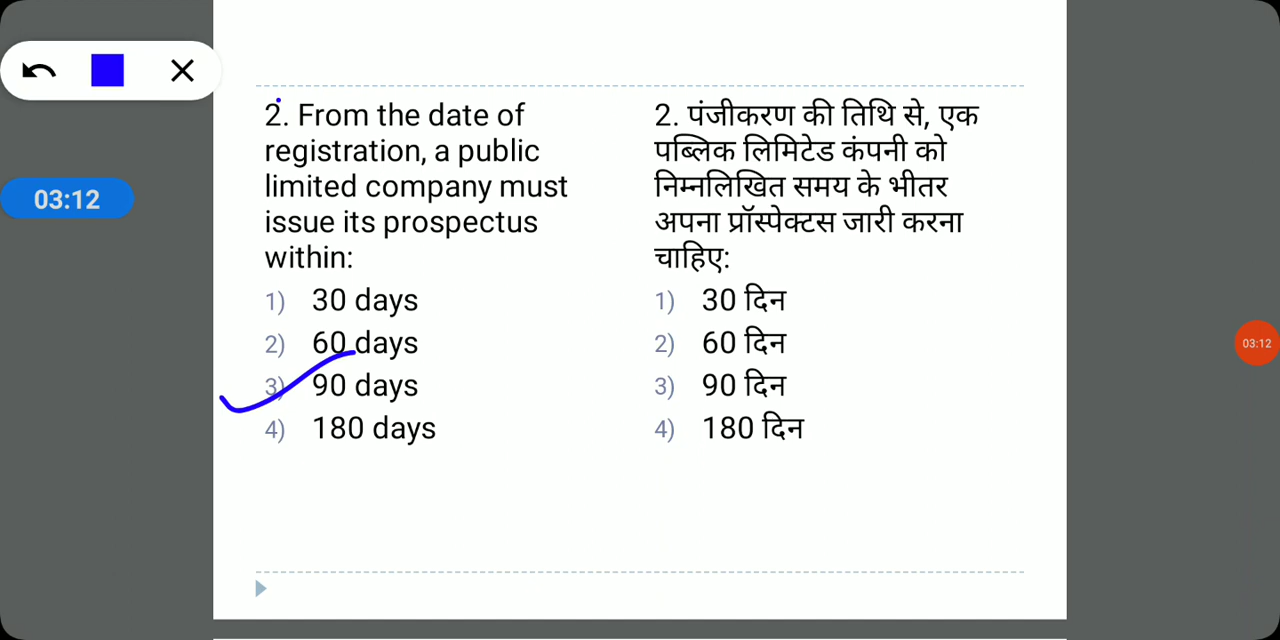 03:12
2. From the date of
registration, a public
limited company must
issue its prospectus
within:
1) 30 days
2) 60 days
3) 90 days
4) 180 days
2. पंजीकरण की तिथि से, एक
पब्लिक लिमिटेड कंपनी को
निम्नलिखित समय के भीतर
अपना प्रॉस्पेक्टस जारी करना
चाहिए:
1) 30 दिन
2) 60 दिन
3) 90 दिन
4) 180 दिन
03:12